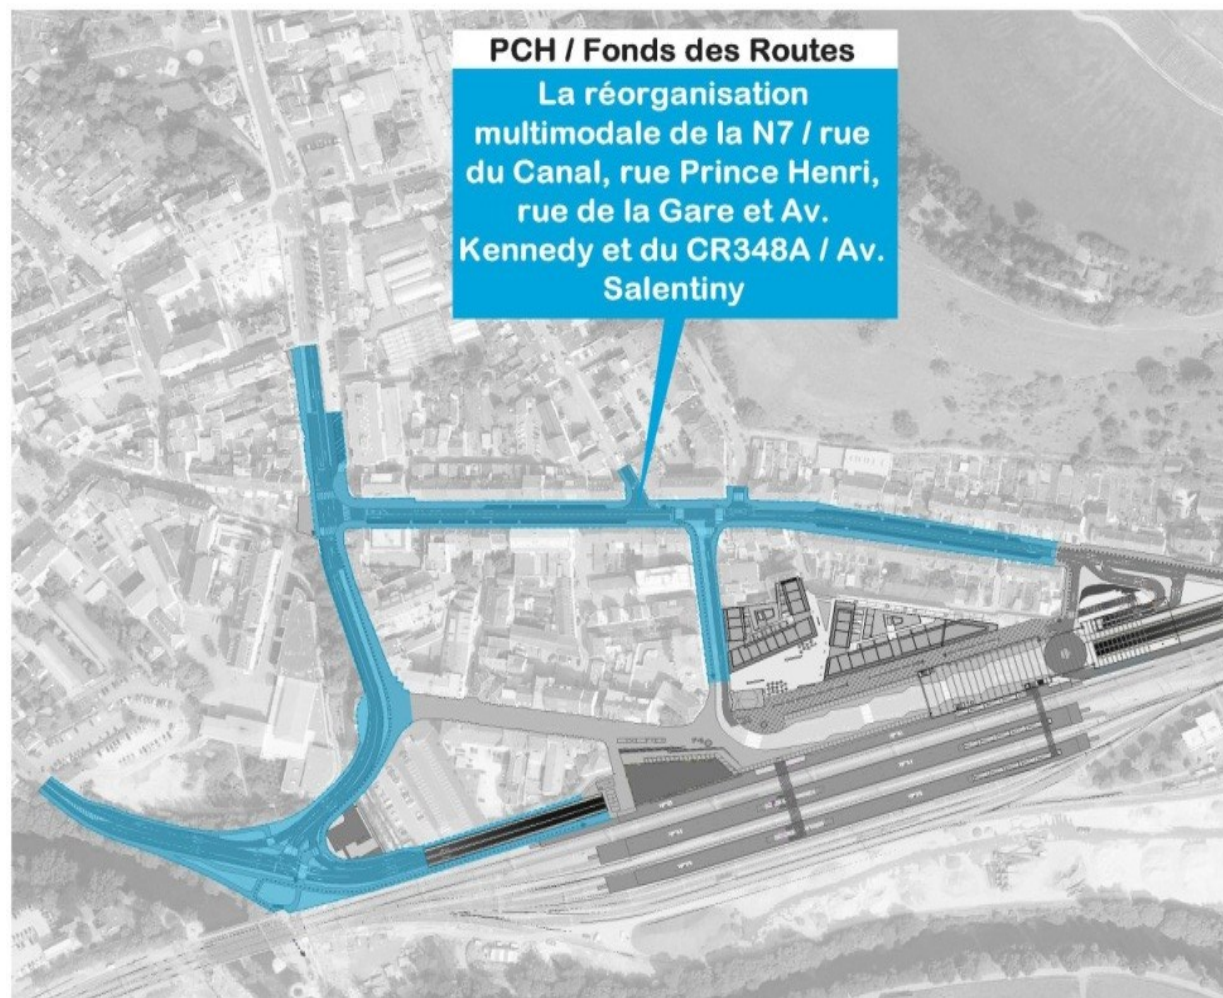 PCH / Fonds des Routes
La réorganisation
multimodale de la N7 / rue
du Canal, rue Prince Henri,
rue de la Gare et Av.
Kennedy et du CR348A / Av.
Salentiny